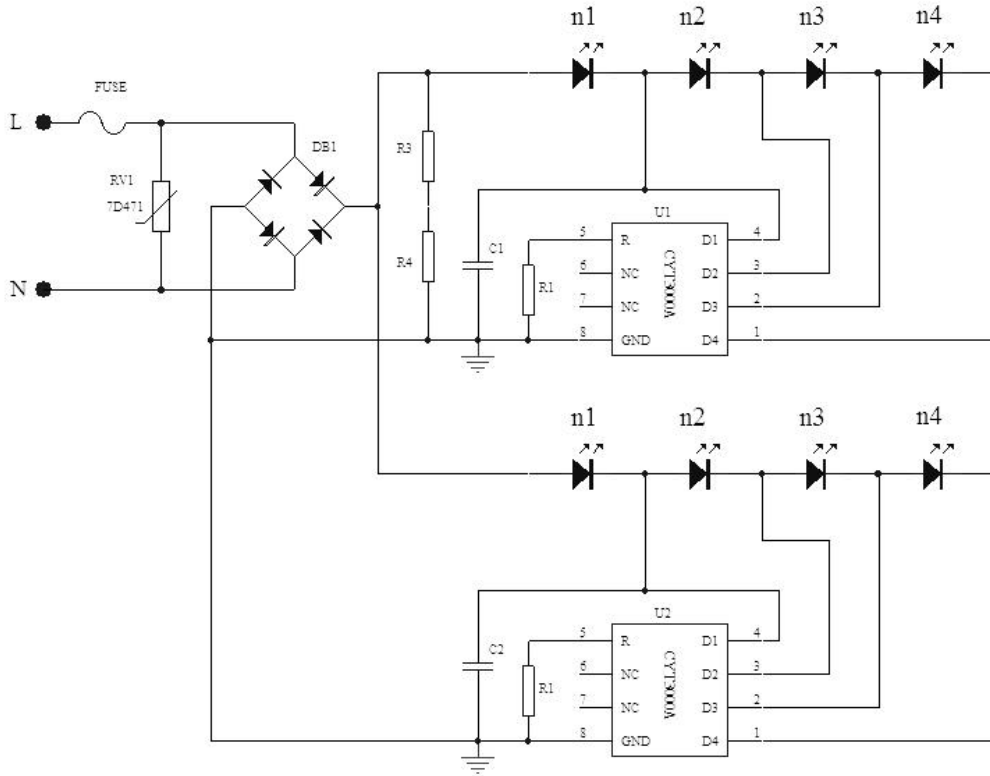 n1 n2 n3 n4
FUSE
L
DB1
R3
RV1
7D471
U1
5 R D1 4
C1
R4
6 NC D2 3
CYT3000A
N
R1
7 NC D3 2
8 GND D4 1
n1 n2 n3 n4
U2
5 R D1 4
C2
6 NC D2 3
CYT3000A
R1
7 NC D3 2
8 GND D4 1